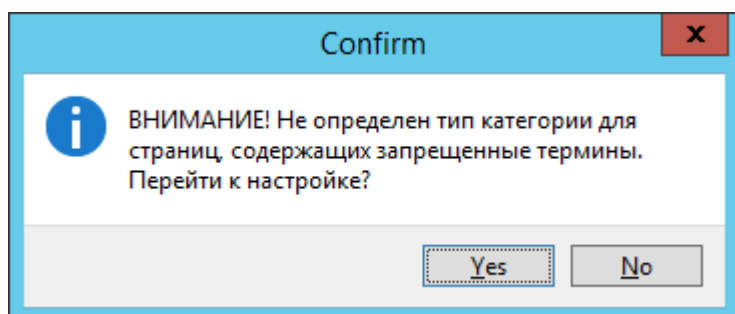 Confirm
x
ВНИМАНИЕ! Не определен тип категории для
страниц, содержащих запрещенные термины.
Перейти к настройке?
Yes
No